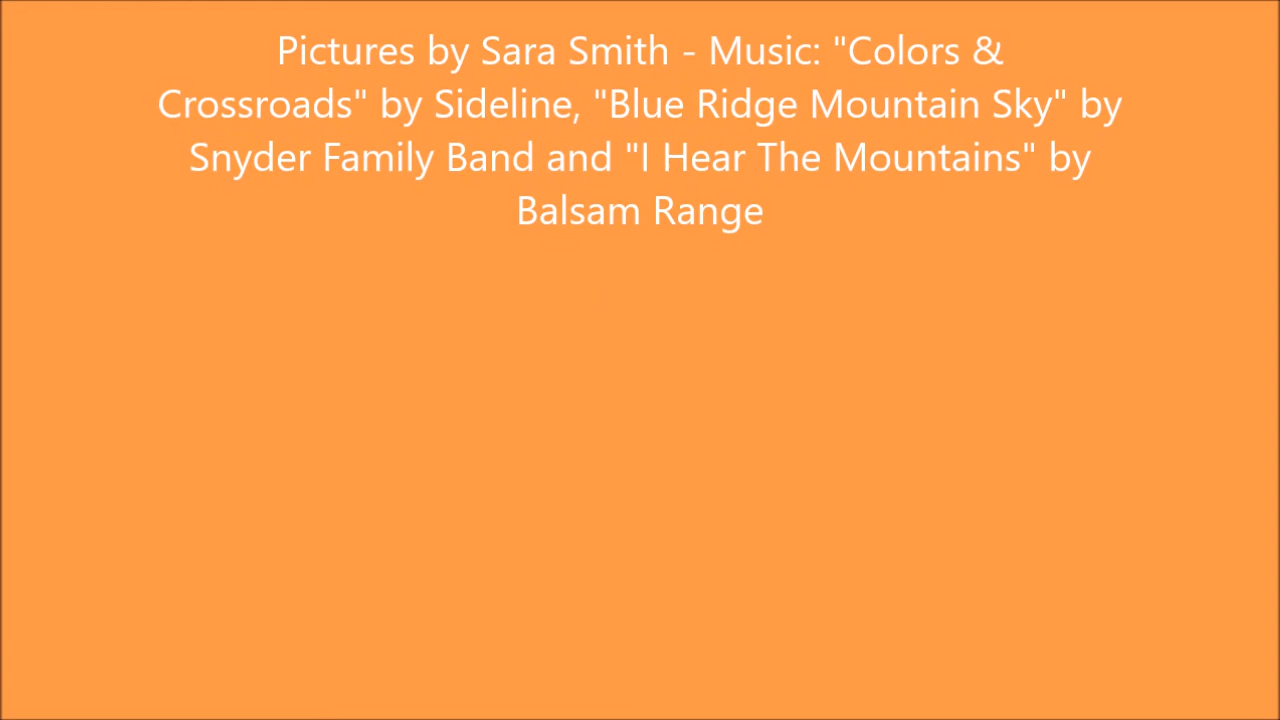 Pictures by Sara Smith - Music: "Colors &
Crossroads" by Sideline, "Blue Ridge Mountain Sky" by
Snyder Family Band and "I Hear The Mountains" by
Balsam Range